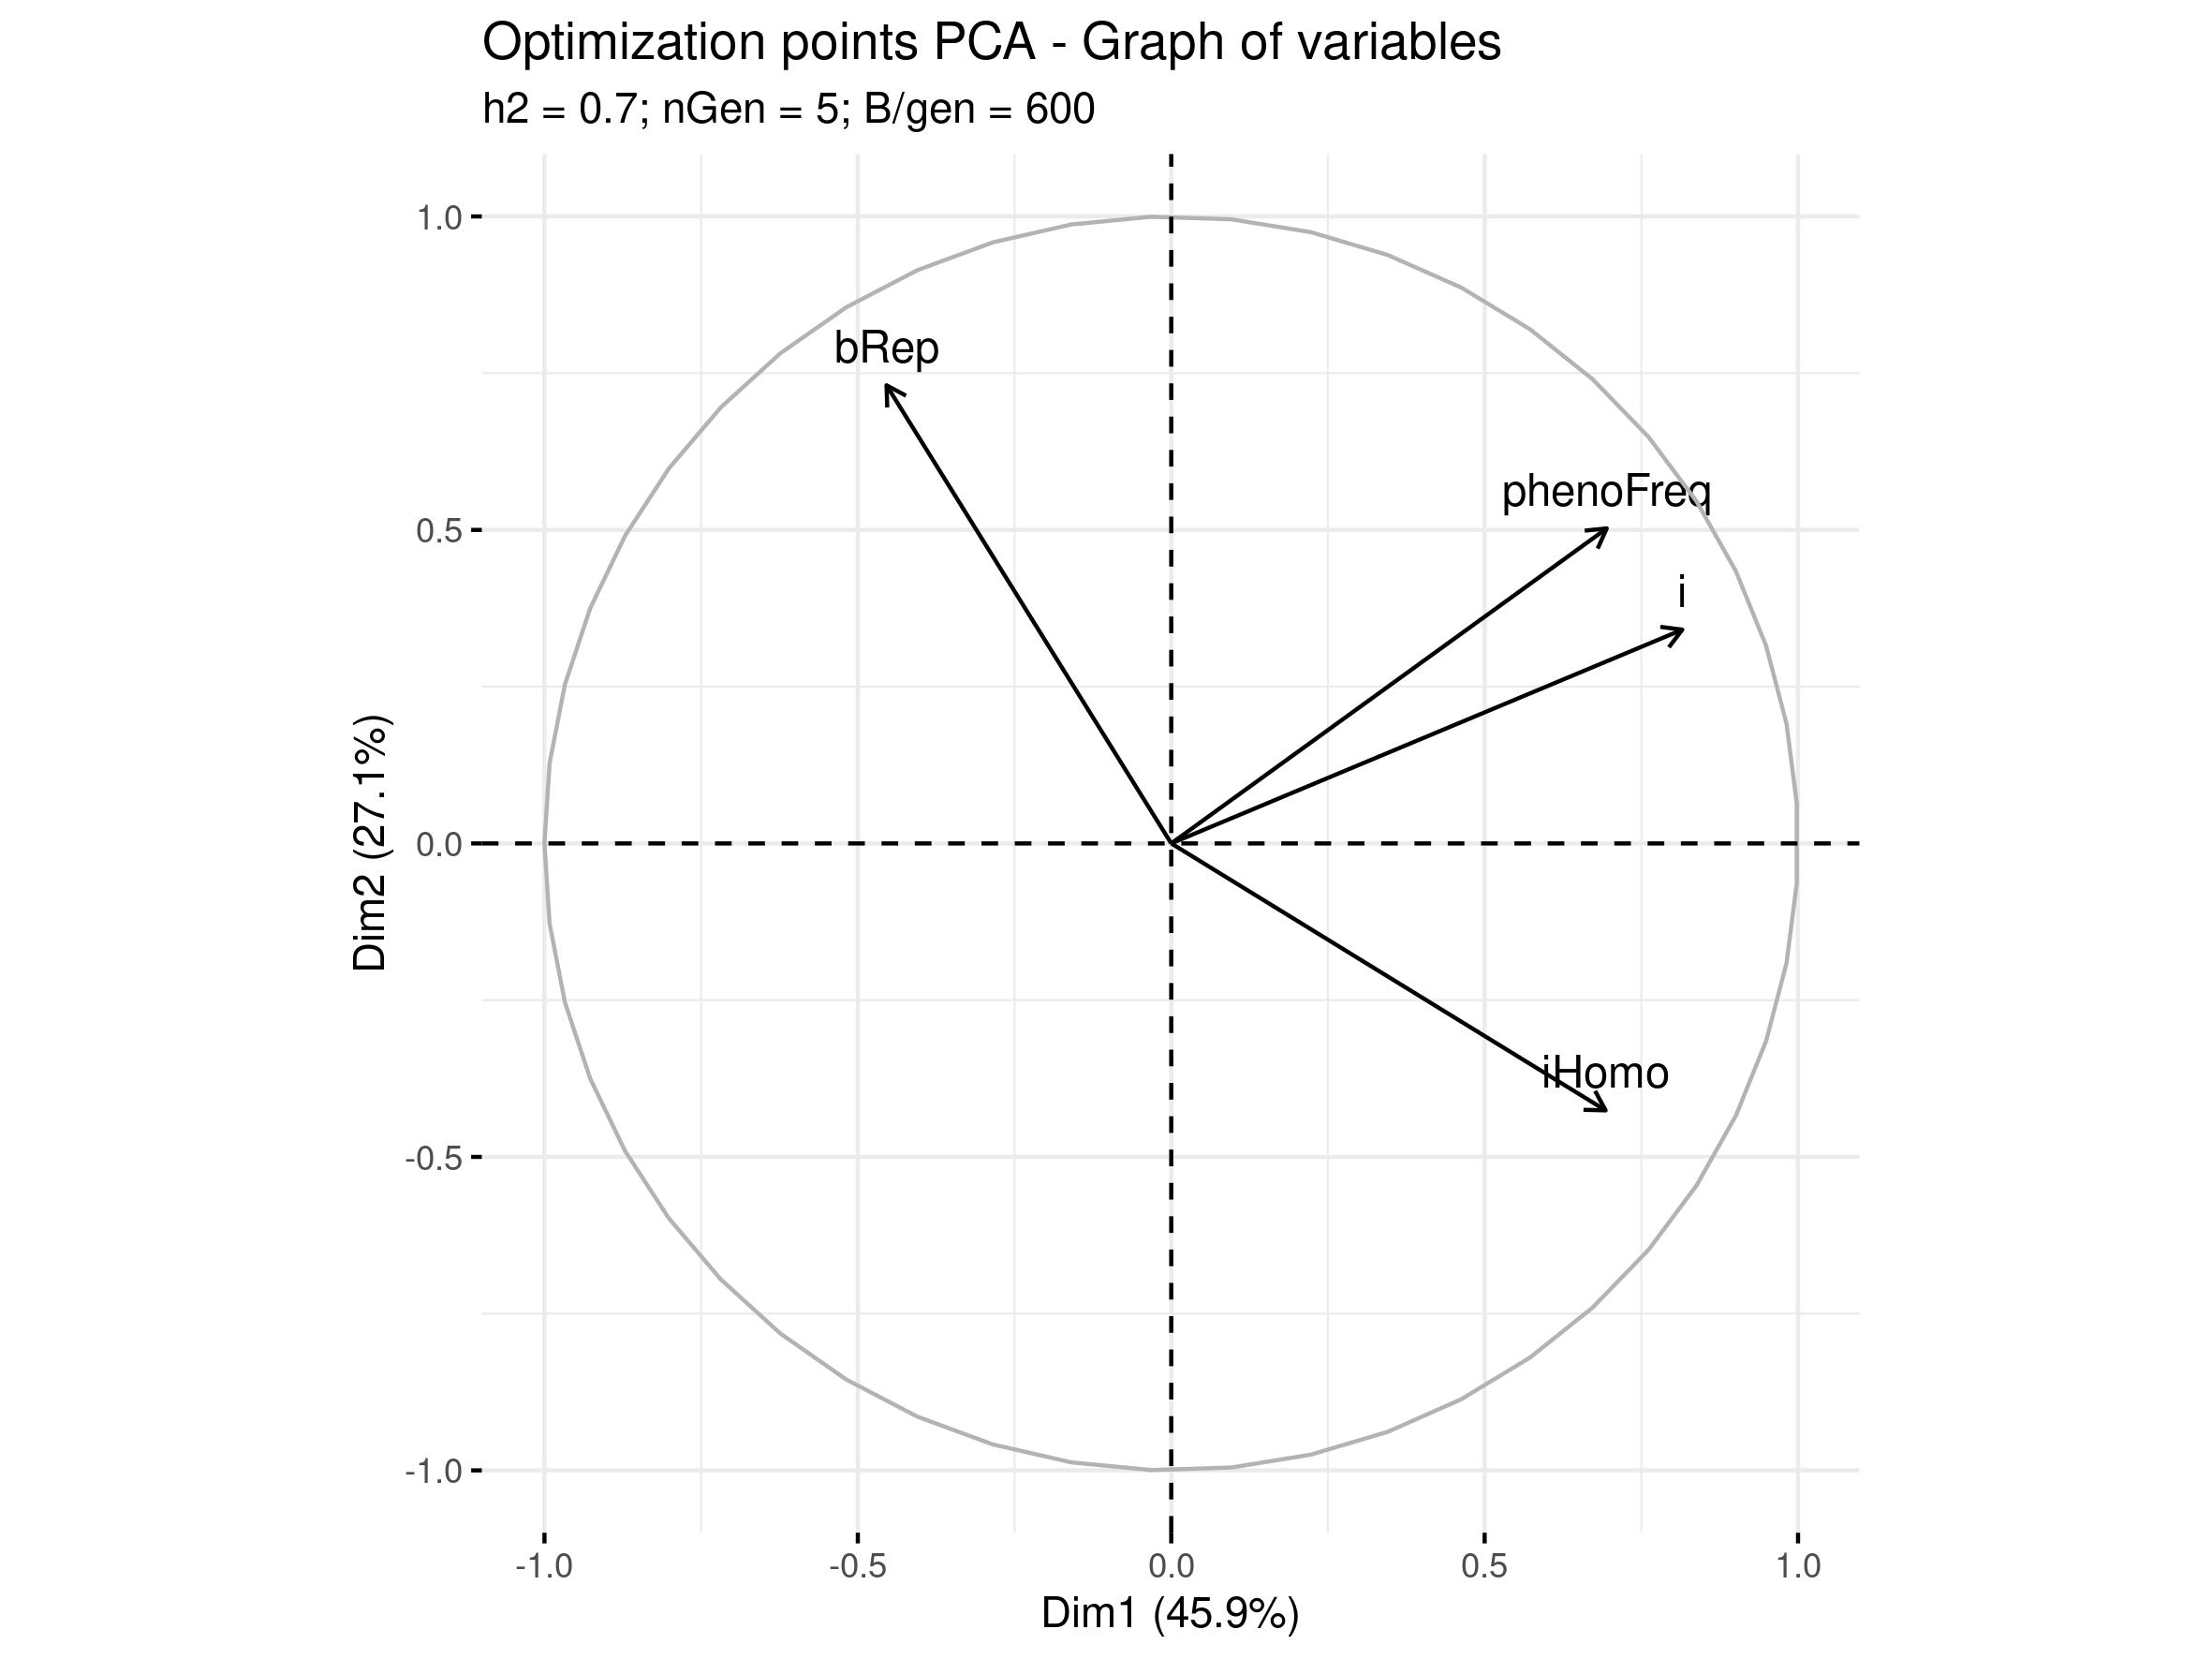 Optimization points PCA - Graph of variables
h2 = 0.7; nGen = 5; B/gen = 600
1.0
0.5
0.0
-0.5
-1.0
Dim2 (27.1%)
bRep
phenoFreq
i
iHomo
-1.0
-0.5
0.0
0.5
1.0
Dim1 (45.9%)